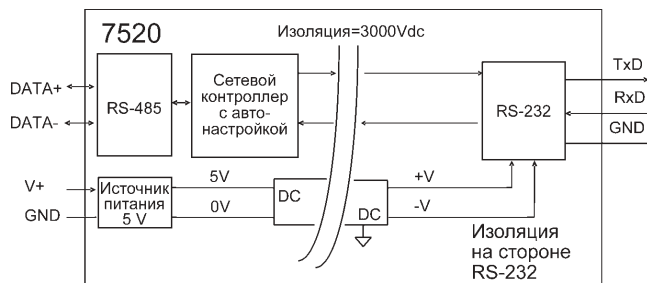 7520
Изоляция=3000Vdc
DATA+
DATA-
RS-485
Сетевой
контроллер
с авто-
настройкой
RS-232
TxD
RxD
GND
V+
GND
Источник
питания
5 V
5V
0V
DC
DC
+V
-V
Изоляция
на стороне
RS-232